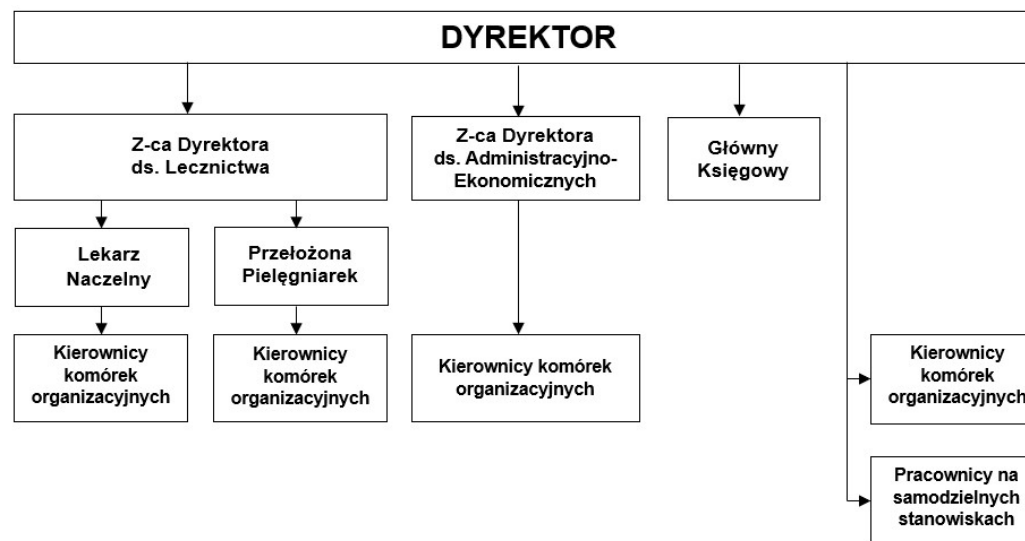 DYREKTOR
Z-ca Dyrektora
ds. Lecznictwa
Z-ca Dyrektora
ds. Administracyjno-
Ekonomicznych
Główny
Księgowy
Lekarz
Naczelny
Przełożona
Pielęgniarek
Kierownicy
komórek
organizacyjnych
Kierownicy
komórek
organizacyjnych
Kierownicy komórek
organizacyjnych
Kierownicy
komórek
organizacyjnych
Pracownicy na
samodzielnych
stanowiskach